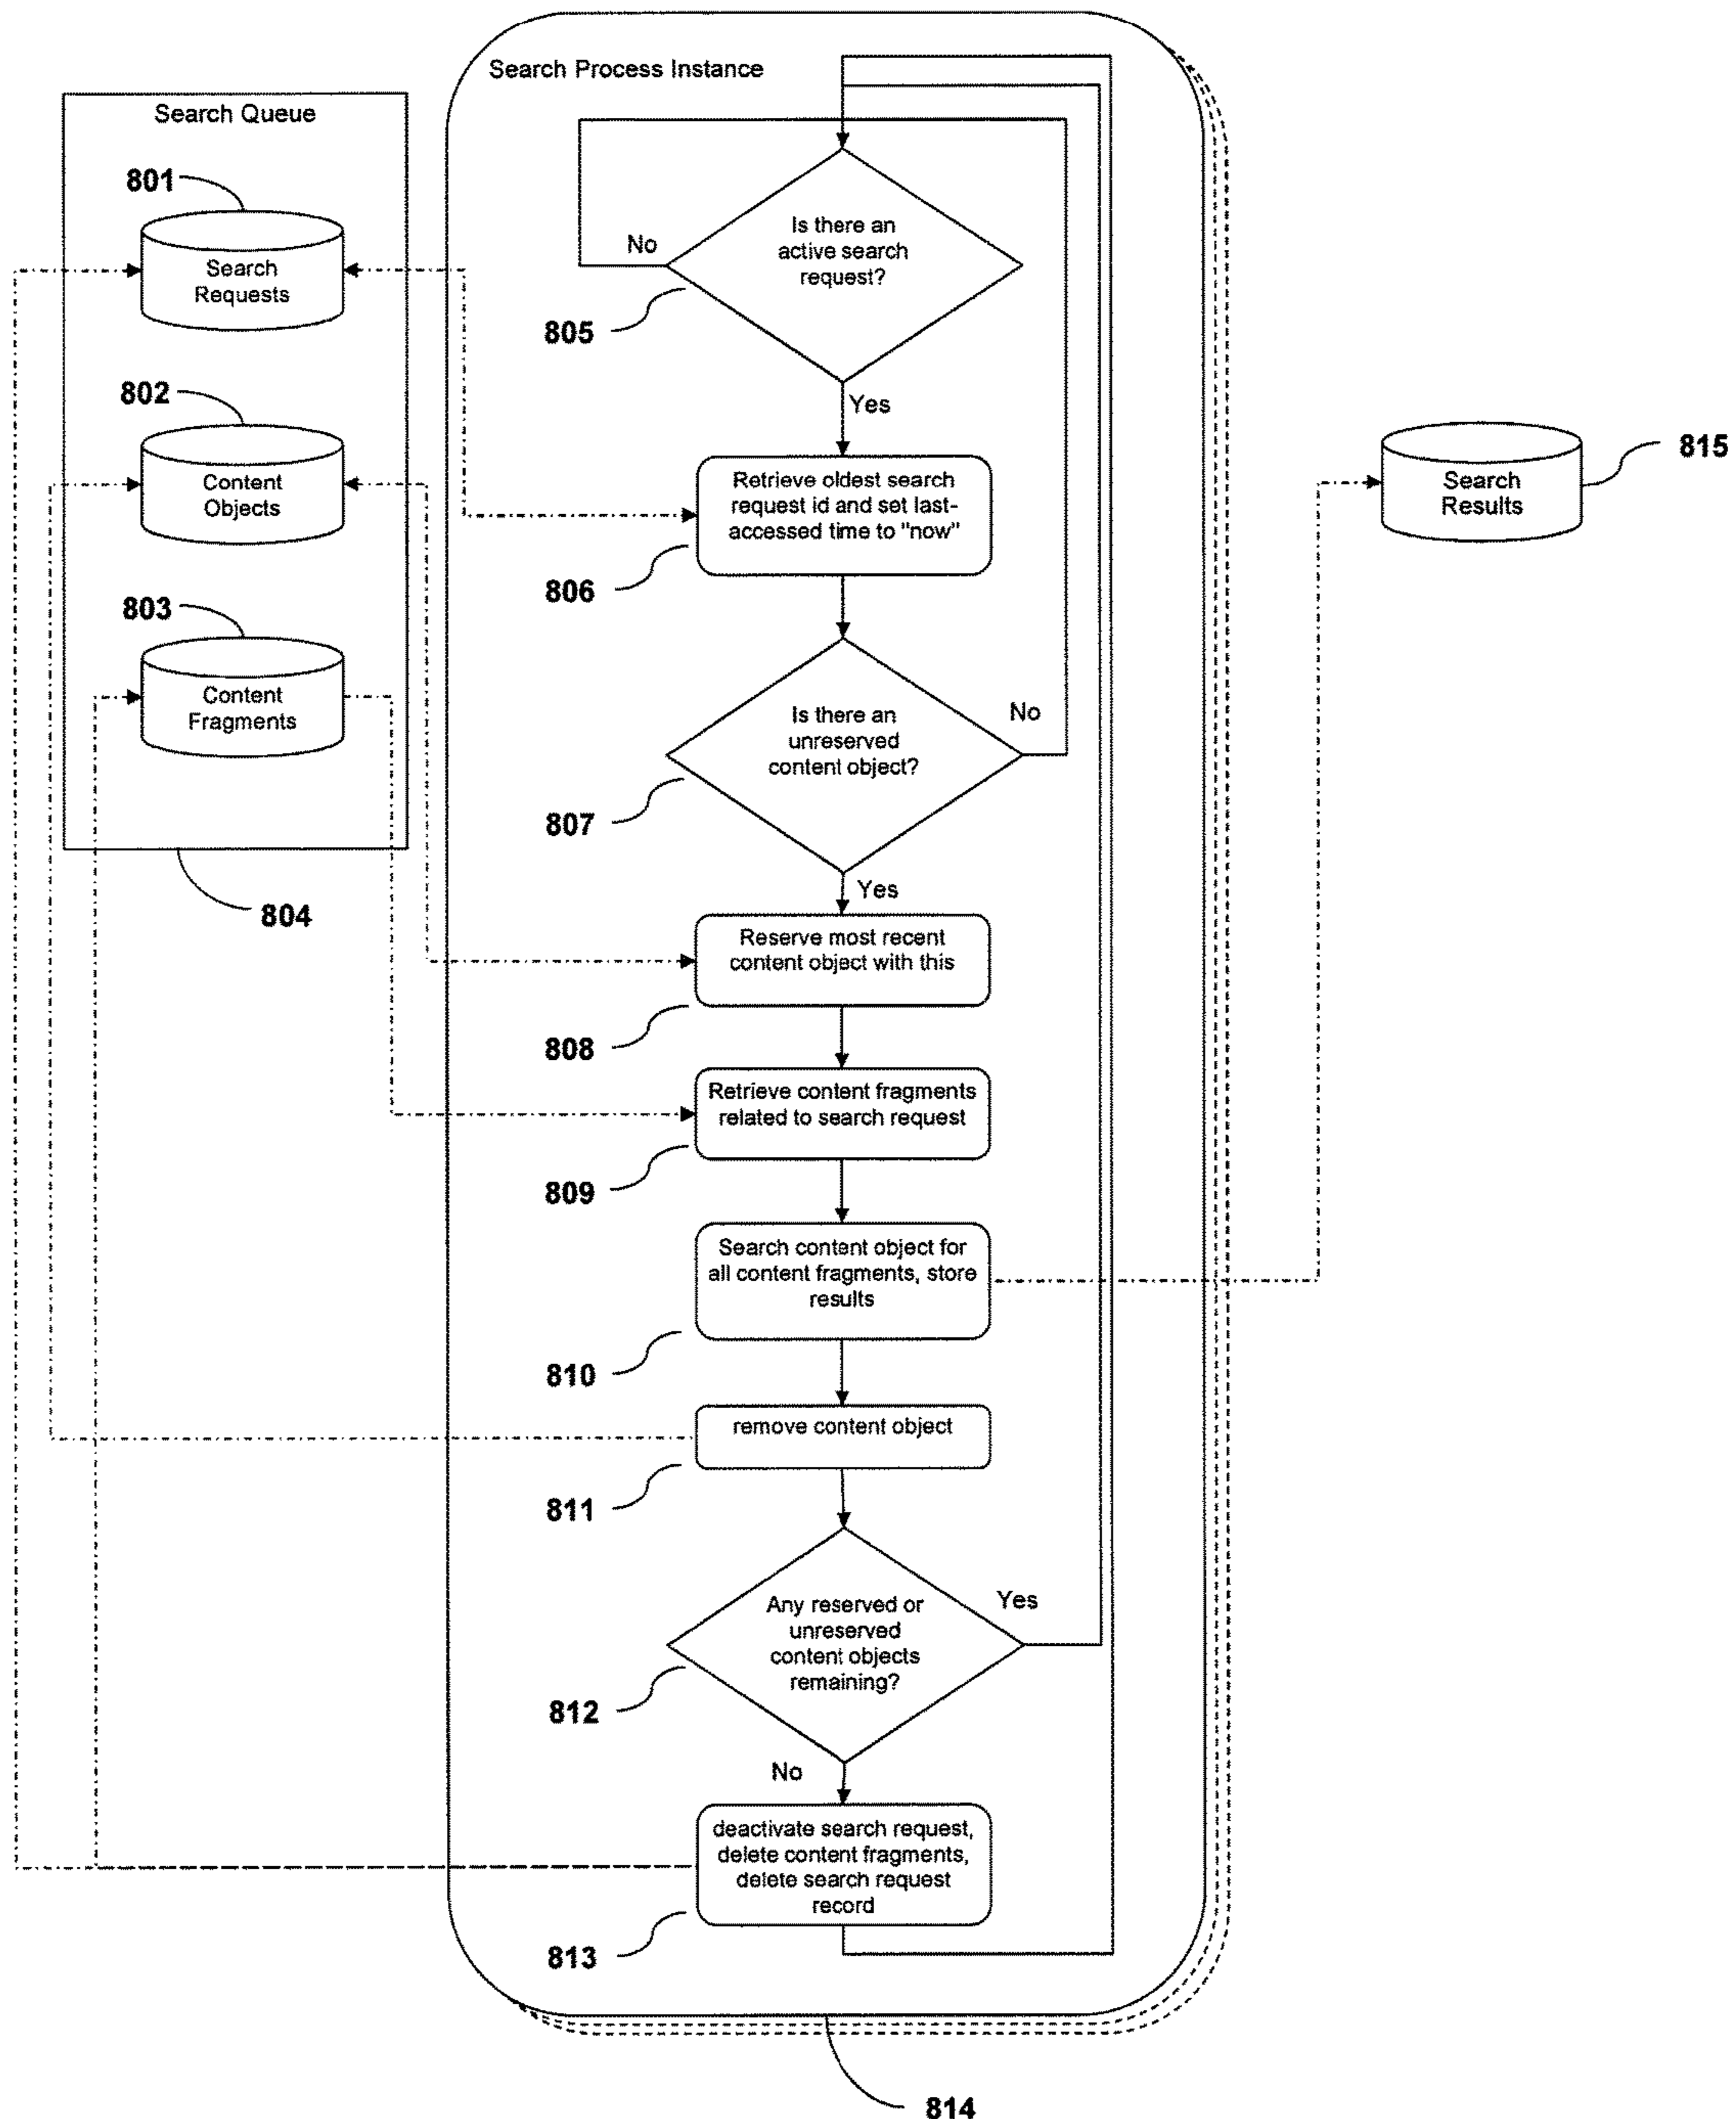 Search Process Instance
Search Queue
801
Search
Requests
802
Content
Objects
803
Content
Fragments
804
Is there an
active search
request?
No
805
Yes
Retrieve oldest search
request id and set last-
accessed time to "now"
806
815
Search
Results
Is there an
unreserved
content object?
No
807
Yes
Reserve most recent
content object with this
808
Retrieve content fragments
related to search request
809
Search content object for
all content fragments, store
results
810
remove content object
811
Any reserved or
unreserved
content objects
remaining?
Yes
812
No
deactivate search request,
delete content fragments,
delete search request
record
813
814